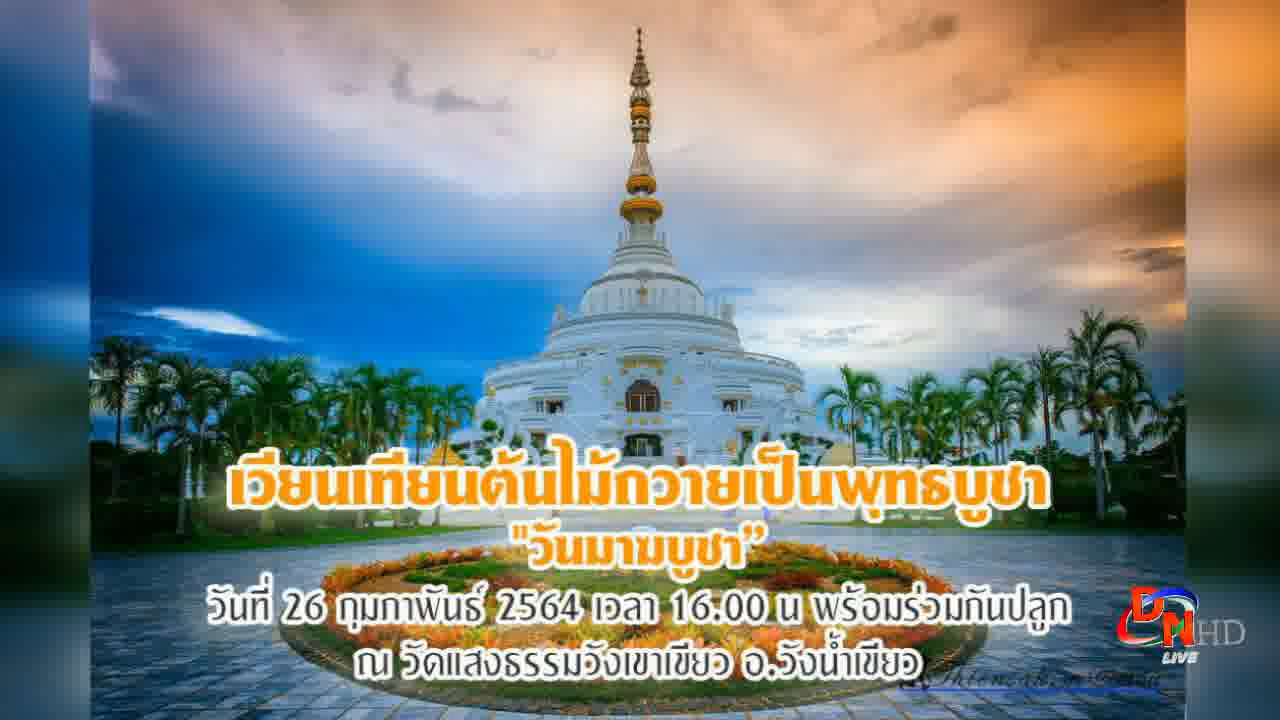 เวียนเทียนต้นไม้ถวายเป็นพุทธบูชา
"วันมาฆบูชา”
วันที่ 26 กุมภาพันธ์ 2564 เวลา 16.00 น พร้อมร่วมกันปลูก
ณ วัดแสงธรรมวังเขาเขียว อ.วังน้ำเขียว
DN HD
LIVE